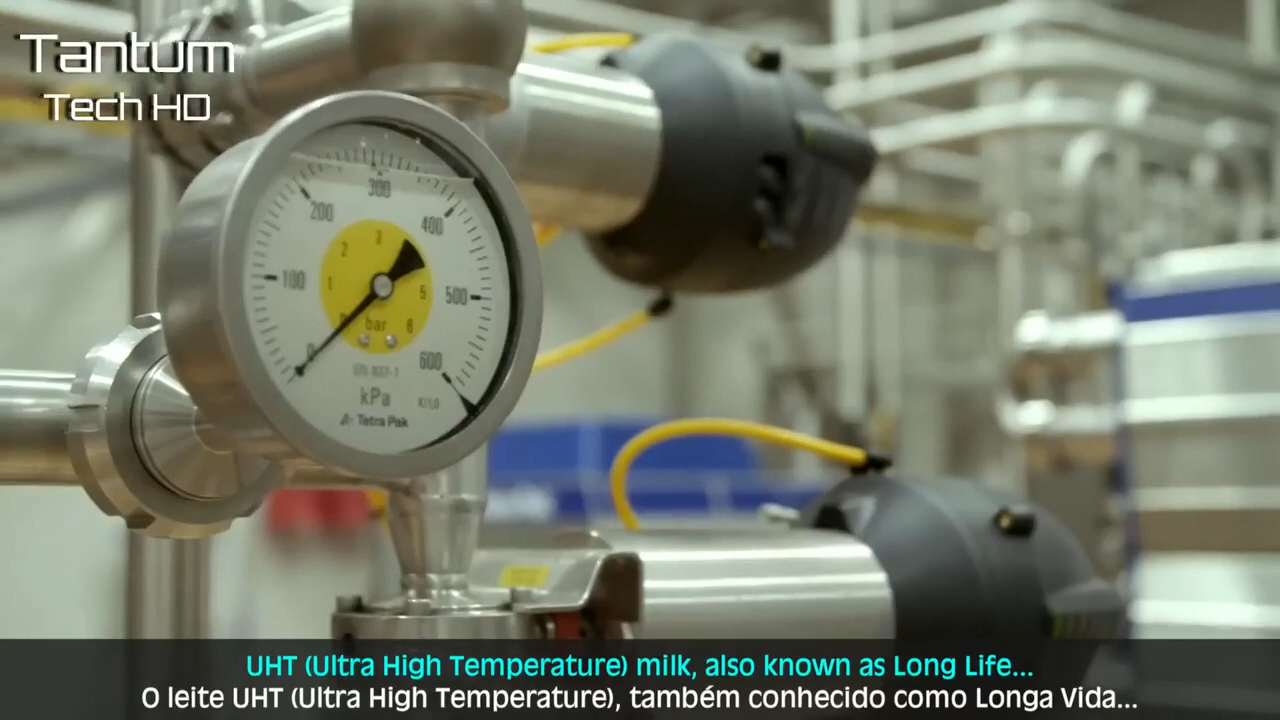 Tantum
Tech HD
300
200
400
100
500
600
0
3
2
1
5
6
bar
kPa
Kl 1,0
Tetra Pak
UHT (Ultra High Temperature) milk, also known as Long Life...
O leite UHT (Ultra High Temperature), também conhecido como Longa Vida...